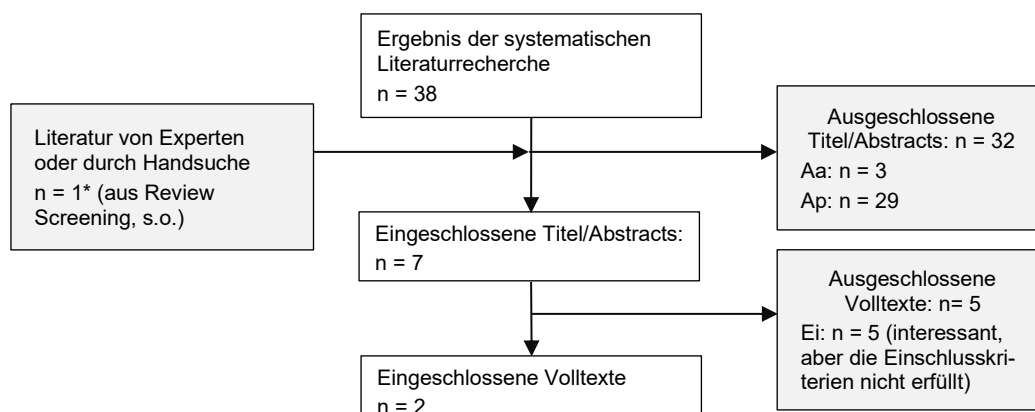 Ergebnis der systematischen
Literaturrecherche
n = 38
Literatur von Experten
oder durch Handsuche
n = 1* (aus Review
Screening, s.o.)
Ausgeschlossene
Titel/Abstracts: n = 32
Aa: n = 3
Ap: n = 29
Eingeschlossene Titel/Abstracts:
n = 7
Ausgeschlossene
Volltexte: n= 5
Ei: n = 5 (interessant,
aber die Einschlusskri-
terien nicht erfüllt)
Eingeschlossene Volltexte
n = 2